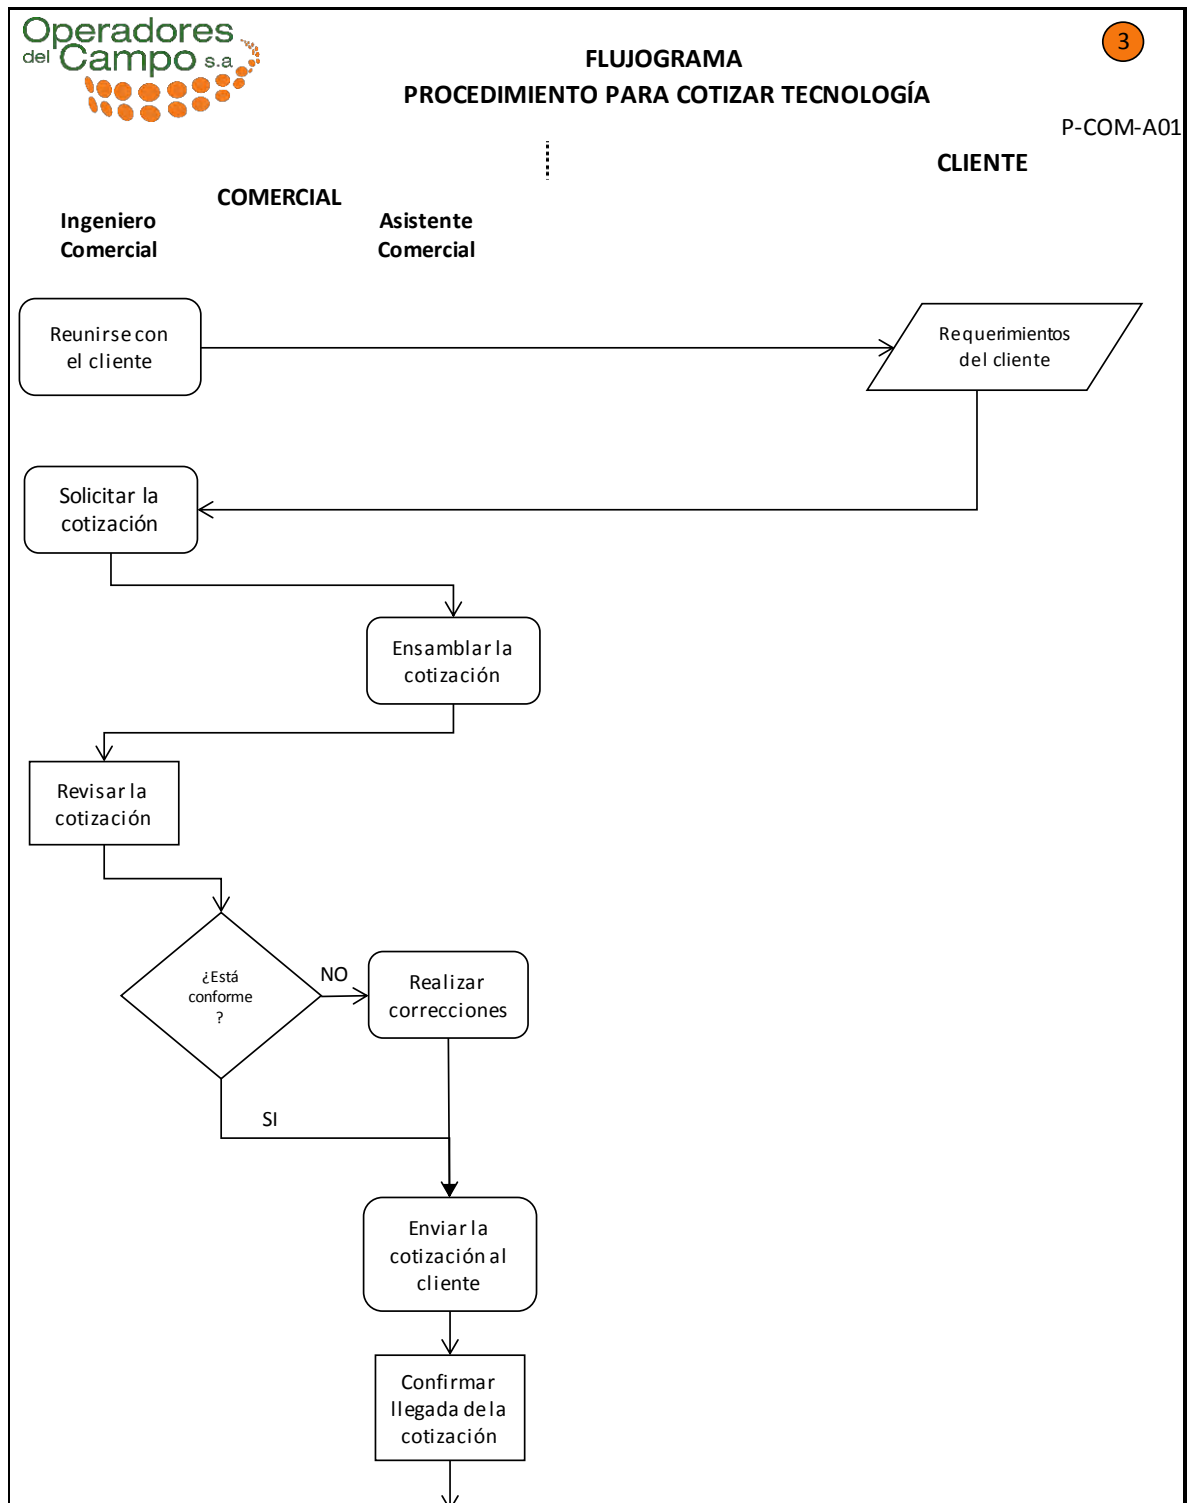 Operadores
del Campo s.a
3
FLUJOGRAMA
PROCEDIMIENTO PARA COTIZAR TECNOLOGÍA
P-COM-A01
CLIENTE
COMERCIAL
Ingeniero
Comercial
Asistente
Comercial
Reunirse con
el cliente
Requerimientos
del cliente
Solicitar la
cotización
Ensamblar la
cotización
Revisar la
cotización
¿Está
conforme
?
NO
Realizar
correcciones
SI
Enviar la
cotización al
cliente
Confirmar
llegada de la
cotización